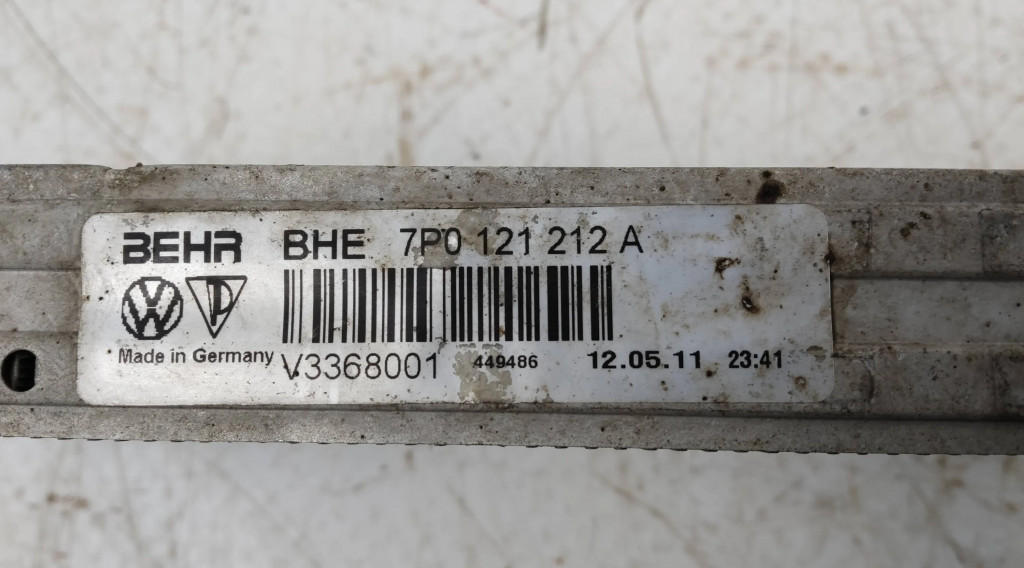 BEHR BHE 7P0 121 212 A
Made in Germany V3368001 449486 12.05.11 23:41